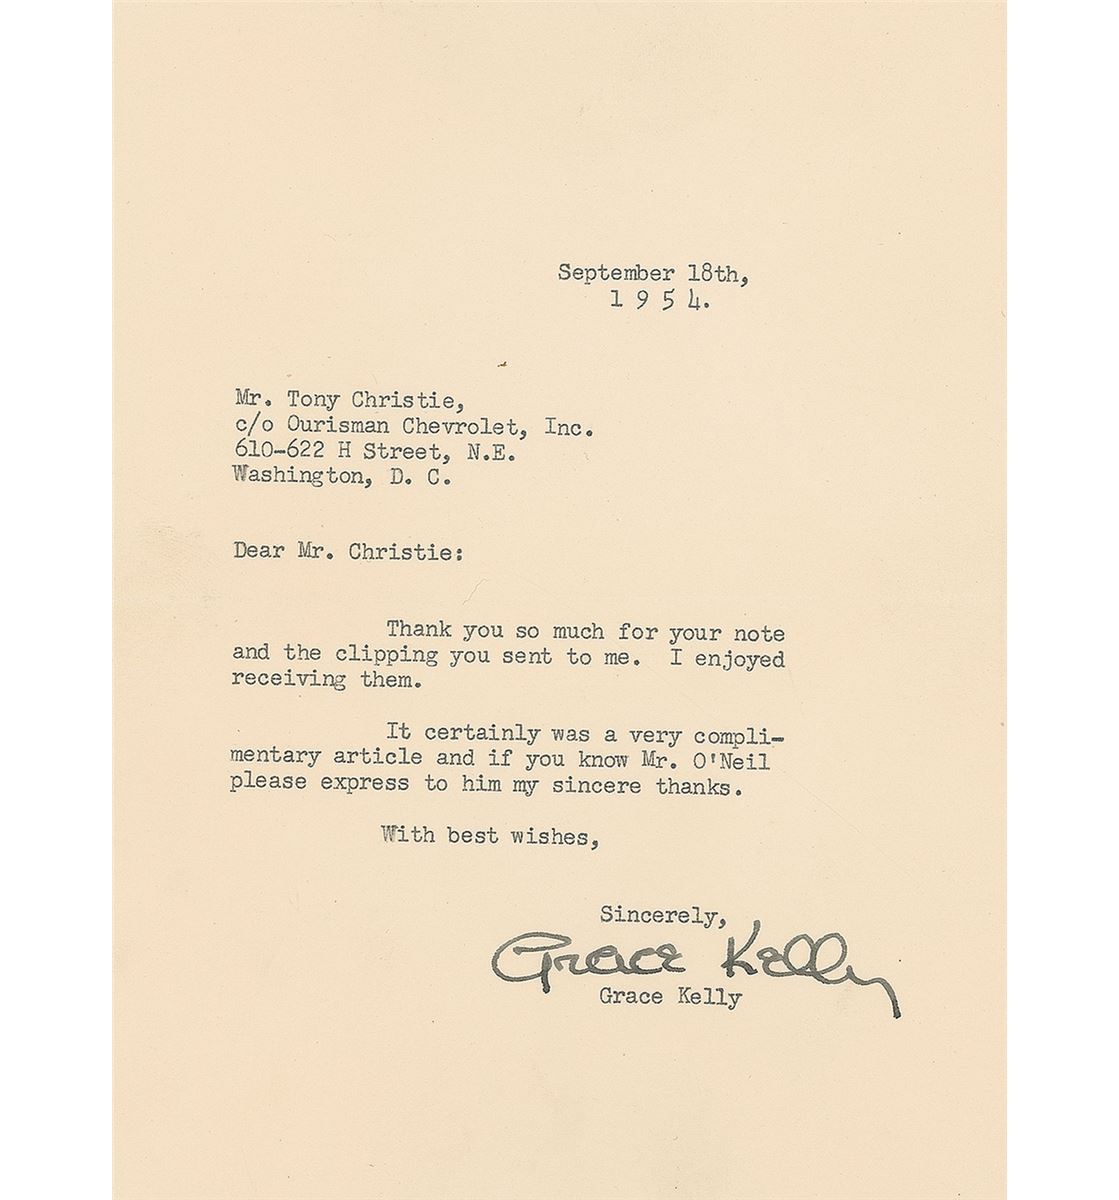 September 18th,
1 9 5 4.
Mr. Tony Christie,
c/o Ourisman Chevrolet, Inc.
610-622 H Street, N.E.
Washington, D. C.
Dear Mr. Christie:
Thank you so much for your note
and the clipping you sent to me. I enjoyed
receiving them.
It certainly was a very compli-
mentary article and if you know Mr. O'Neil
please express to him my sincere thanks.
With best wishes,
Sincerely,
Grace Kelly
Grace Kelly